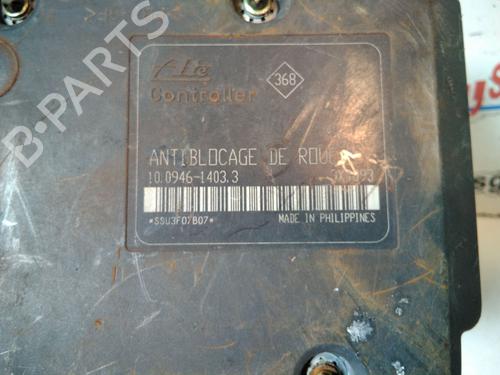 Ate
368
Controller
ANTIBLOCAGE DE ROUE
10.0946-1403.3
*SSU3F07B07*
MADE IN PHILIPPINES
B-PARTS